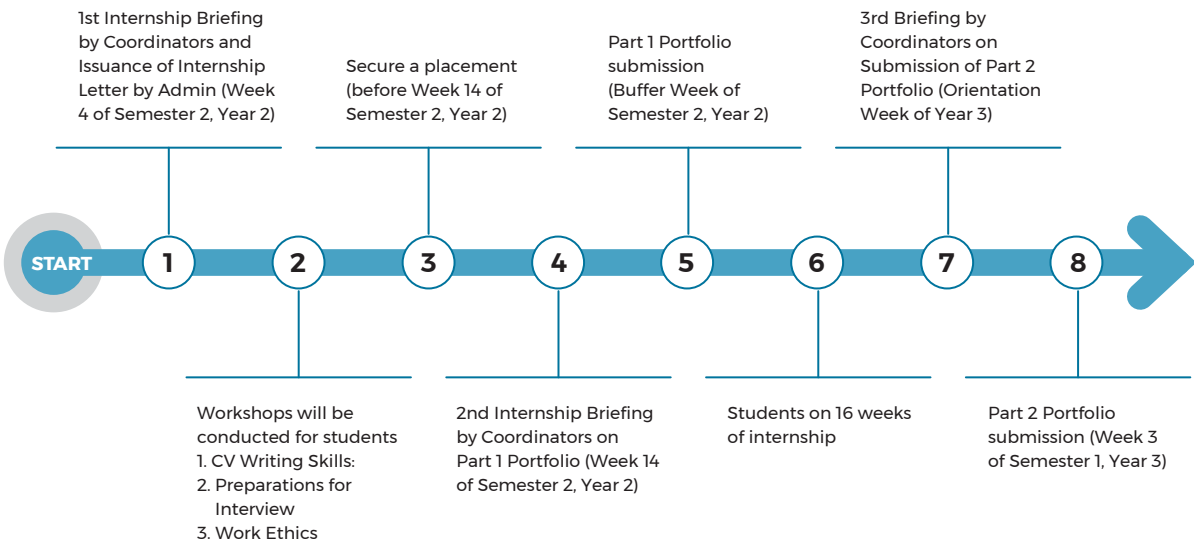 1st Internship Briefing
by Coordinators and
Issuance of Internship
Letter by Admin (Week
4 of Semester 2, Year 2)
Secure a placement
(before Week 14 of
Semester 2, Year 2)
Part 1 Portfolio
submission
(Buffer Week of
Semester 2, Year 2)
3rd Briefing by
Coordinators on
Submission of Part 2
Portfolio (Orientation
Week of Year 3)
START
1
2
3
4
5
6
7
8
Workshops will be
conducted for students
1. CV Writing Skills:
2. Preparations for
Interview
3. Work Ethics
2nd Internship Briefing
by Coordinators on
Part 1 Portfolio (Week 14
of Semester 2, Year 2)
Students on 16 weeks
of internship
Part 2 Portfolio
submission (Week 3
of Semester 1, Year 3)